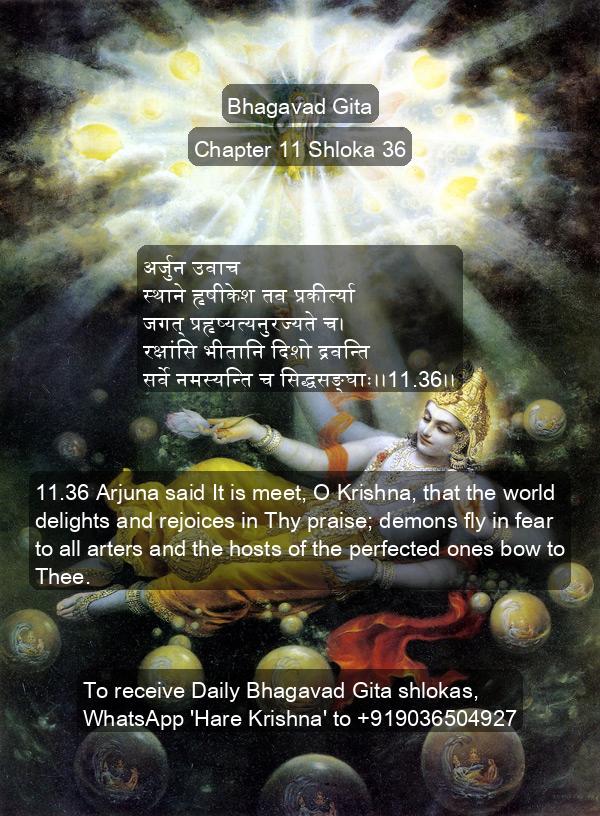 Bhagavad Gita
Chapter 11 Shloka 36
अर्जुन उवाच
स्थाने हृषीकेश तव प्रकीर्त्या
जगत् प्रहृष्यत्यनुरज्यते च।
रक्षांसि भीतानि दिशो द्रवन्ति
सर्वे नमस्यन्ति च सिद्धसङ्घाः।।11.36।।
11.36 Arjuna said It is meet, O Krishna, that the world
delights and rejoices in Thy praise; demons fly in fear
to all arters and the hosts of the perfected ones bow to
Thee.
To receive Daily Bhagavad Gita shlokas,
WhatsApp 'Hare Krishna' to +919036504927